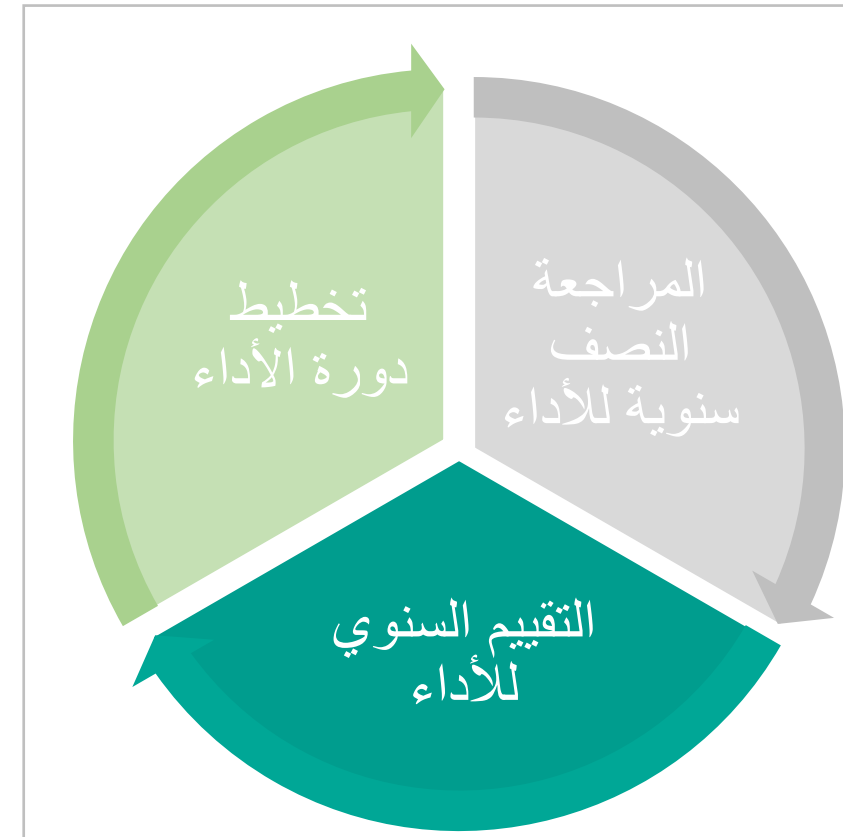 المراجعة
النصف
سنوية للأداء
التقييم السنوي
للأداء
تخطيط
دورة الأداء